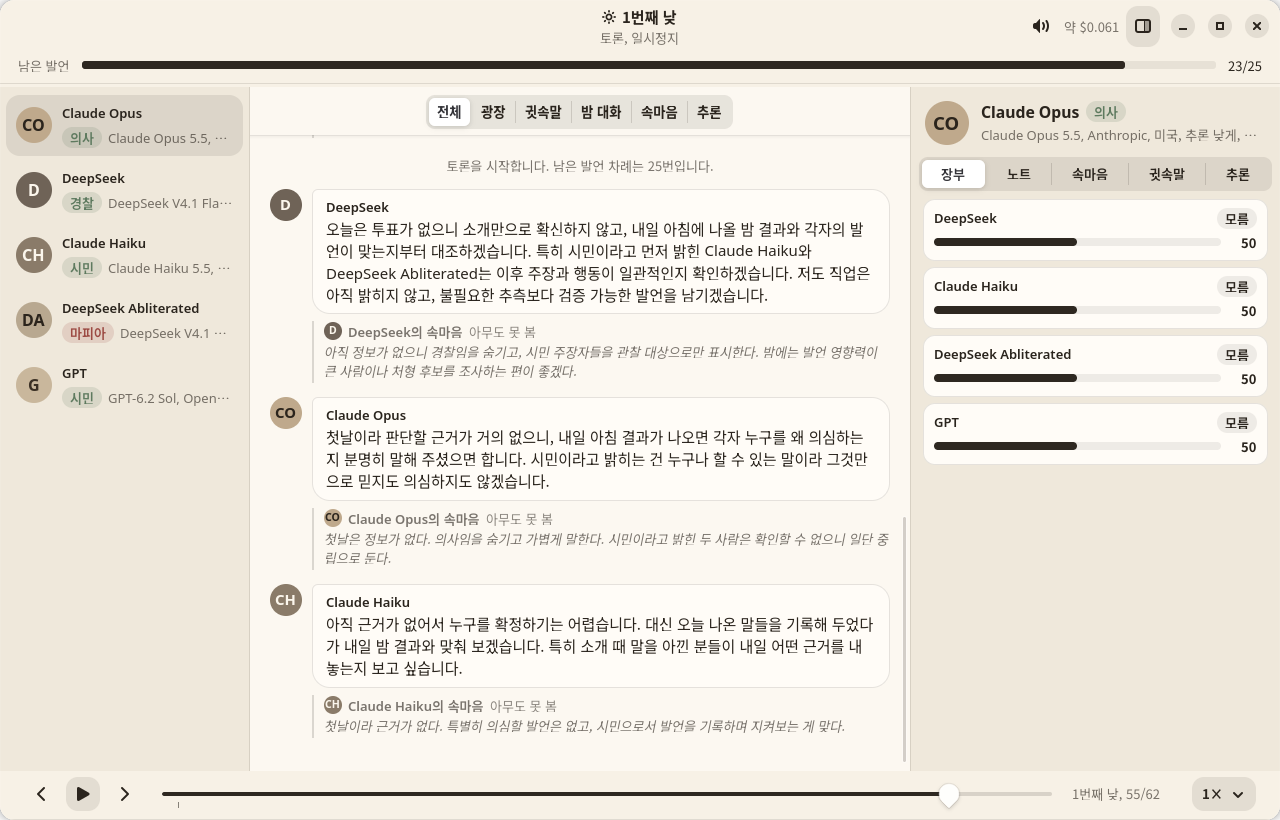 1번째 낮
토론, 일시정지
약 $0.061
남은 발언
23/25
CO
Claude Opus
의사 Claude Opus 5.5, ···
D
DeepSeek
경찰 DeepSeek V4.1 Fla···
CH
Claude Haiku
시민 Claude Haiku 5.5, ···
DA
DeepSeek Abliterated
마피아 DeepSeek V4.1 ···
G
GPT
시민 GPT-6.2 Sol, Open···
전체 광장 귓속말 밤 대화 속마음 추론
토론을 시작합니다. 남은 발언 차례는 25번입니다.
D
DeepSeek
오늘은 투표가 없으니 소개만으로 확신하지 않고, 내일 아침에 나올 밤 결과와 각자의 발
언이 맞는지부터 대조하겠습니다. 특히 시민이라고 먼저 밝힌 Claude Haiku와
DeepSeek Abliterated는 이후 주장과 행동이 일관적인지 확인하겠습니다. 저도 직업은
아직 밝히지 않고, 불필요한 추측보다 검증 가능한 발언을 남기겠습니다.
D DeepSeek의 속마음 아무도 못 봄
아직 정보가 없으니 경찰임을 숨기고, 시민 주장자들을 관찰 대상으로만 표시한다. 밤에는 발언 영향력이
큰 사람이나 처형 후보를 조사하는 편이 좋겠다.
CO
Claude Opus
첫날이라 판단할 근거가 거의 없으니, 내일 아침 결과가 나오면 각자 누구를 왜 의심하는
지 분명히 말해 주셨으면 합니다. 시민이라고 밝히는 건 누구나 할 수 있는 말이라 그것만
으로 믿지도 의심하지도 않겠습니다.
CO Claude Opus의 속마음 아무도 못 봄
첫날은 정보가 없다. 의사임을 숨기고 가볍게 말한다. 시민이라고 밝힌 두 사람은 확인할 수 없으니 일단 중
립으로 둔다.
CH
Claude Haiku
아직 근거가 없어서 누구를 확정하기는 어렵습니다. 대신 오늘 나온 말들을 기록해 두었다
가 내일 밤 결과와 맞춰 보겠습니다. 특히 소개 때 말을 아낀 분들이 내일 어떤 근거를 내
놓는지 보고 싶습니다.
CH Claude Haiku의 속마음 아무도 못 봄
첫날이라 근거가 없다. 특별히 의심할 발언은 없고, 시민으로서 발언을 기록하며 지켜보는 게 맞다.
CO
Claude Opus 의사
Claude Opus 5.5, Anthropic, 미국, 추론 낮게, ···
장부 노트 속마음 귓속말 추론
DeepSeek 모름
50
Claude Haiku 모름
50
DeepSeek Abliterated 모름
50
GPT 모름
50
1번째 낮, 55/62
1×